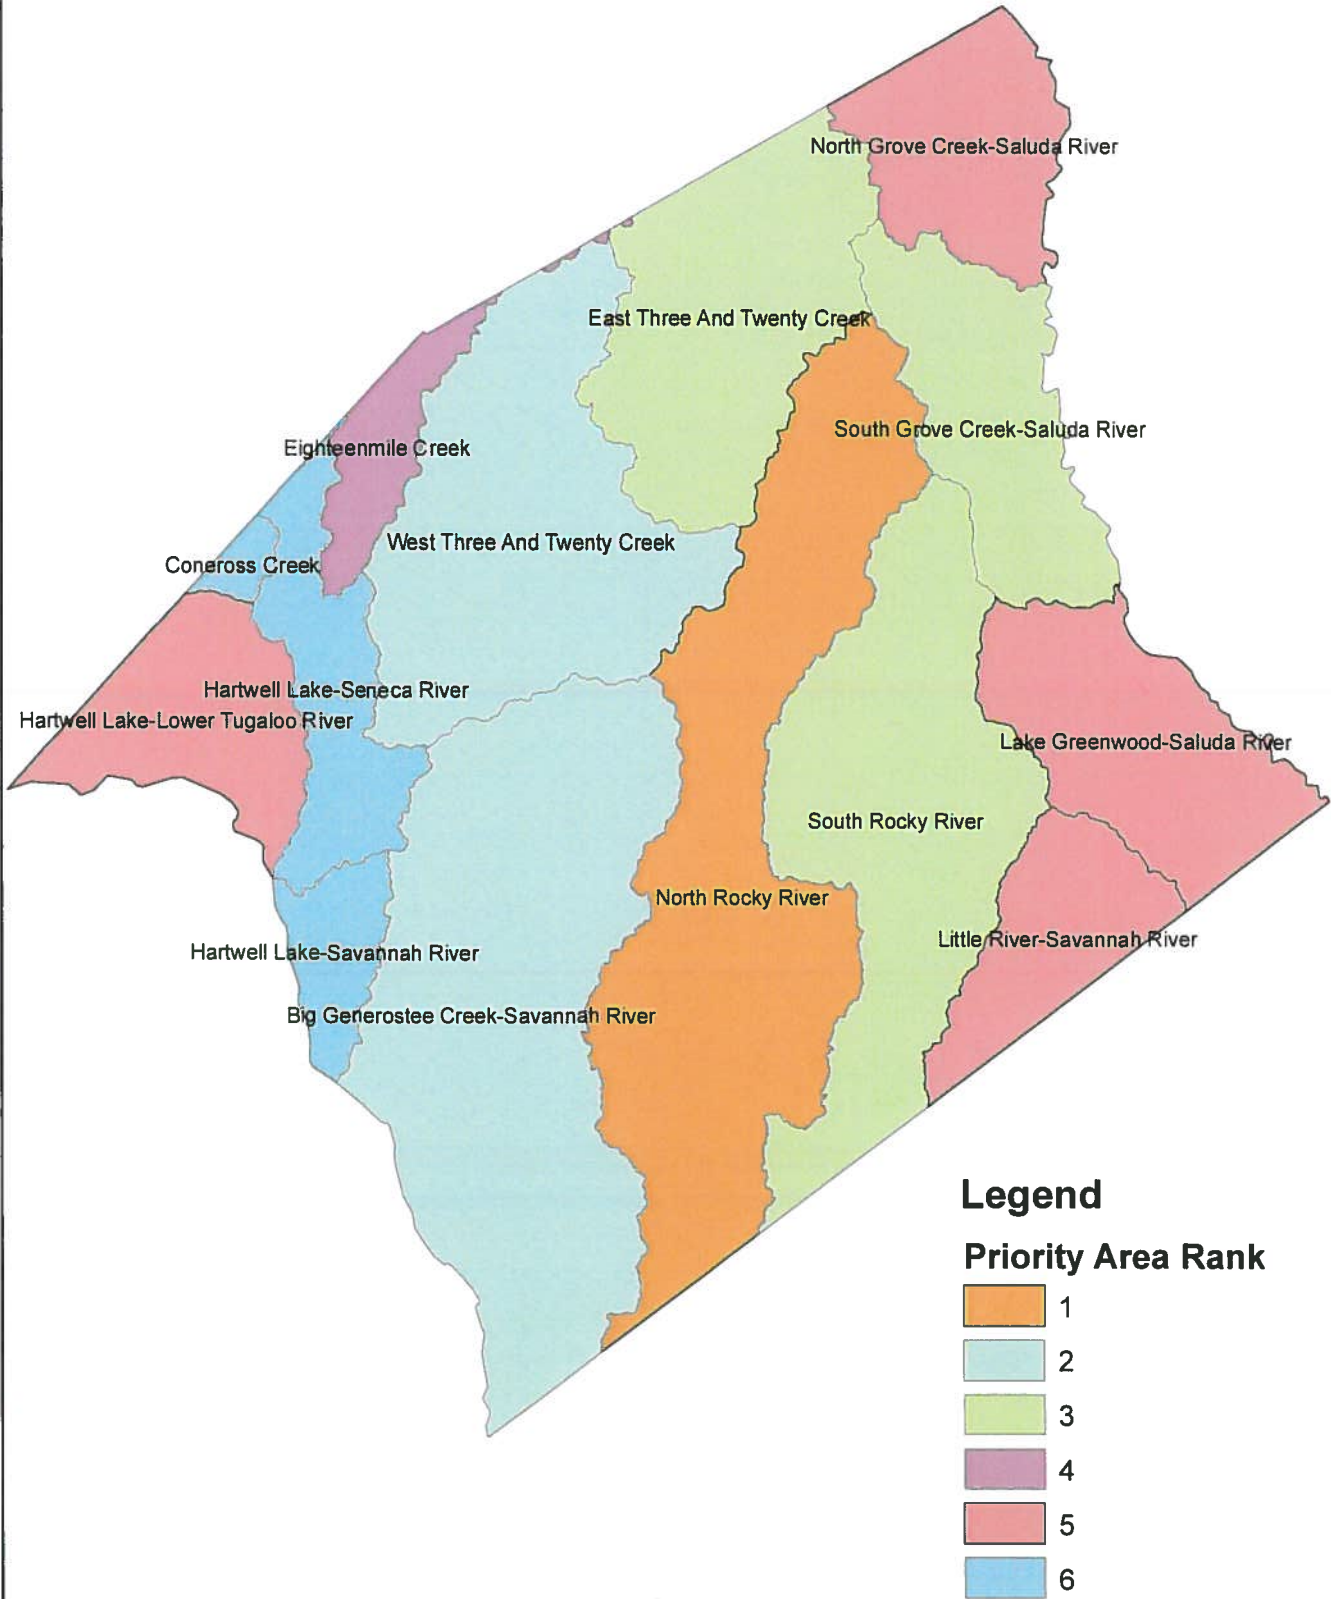 North Grove Creek-Saluda River
East Three And Twenty Creek
South Grove Creek-Saluda River
Eighteenmile Creek
West Three And Twenty Creek
Coneross Creek
Hartwell Lake-Seneca River
Hartwell Lake-Lower Tugaloo River
Lake Greenwood-Saluda River
South Rocky River
North Rocky River
Little River-Savannah River
Hartwell Lake-Savannah River
Big Generostee Creek-Savannah River
Legend
Priority Area Rank
1
2
3
4
5
6